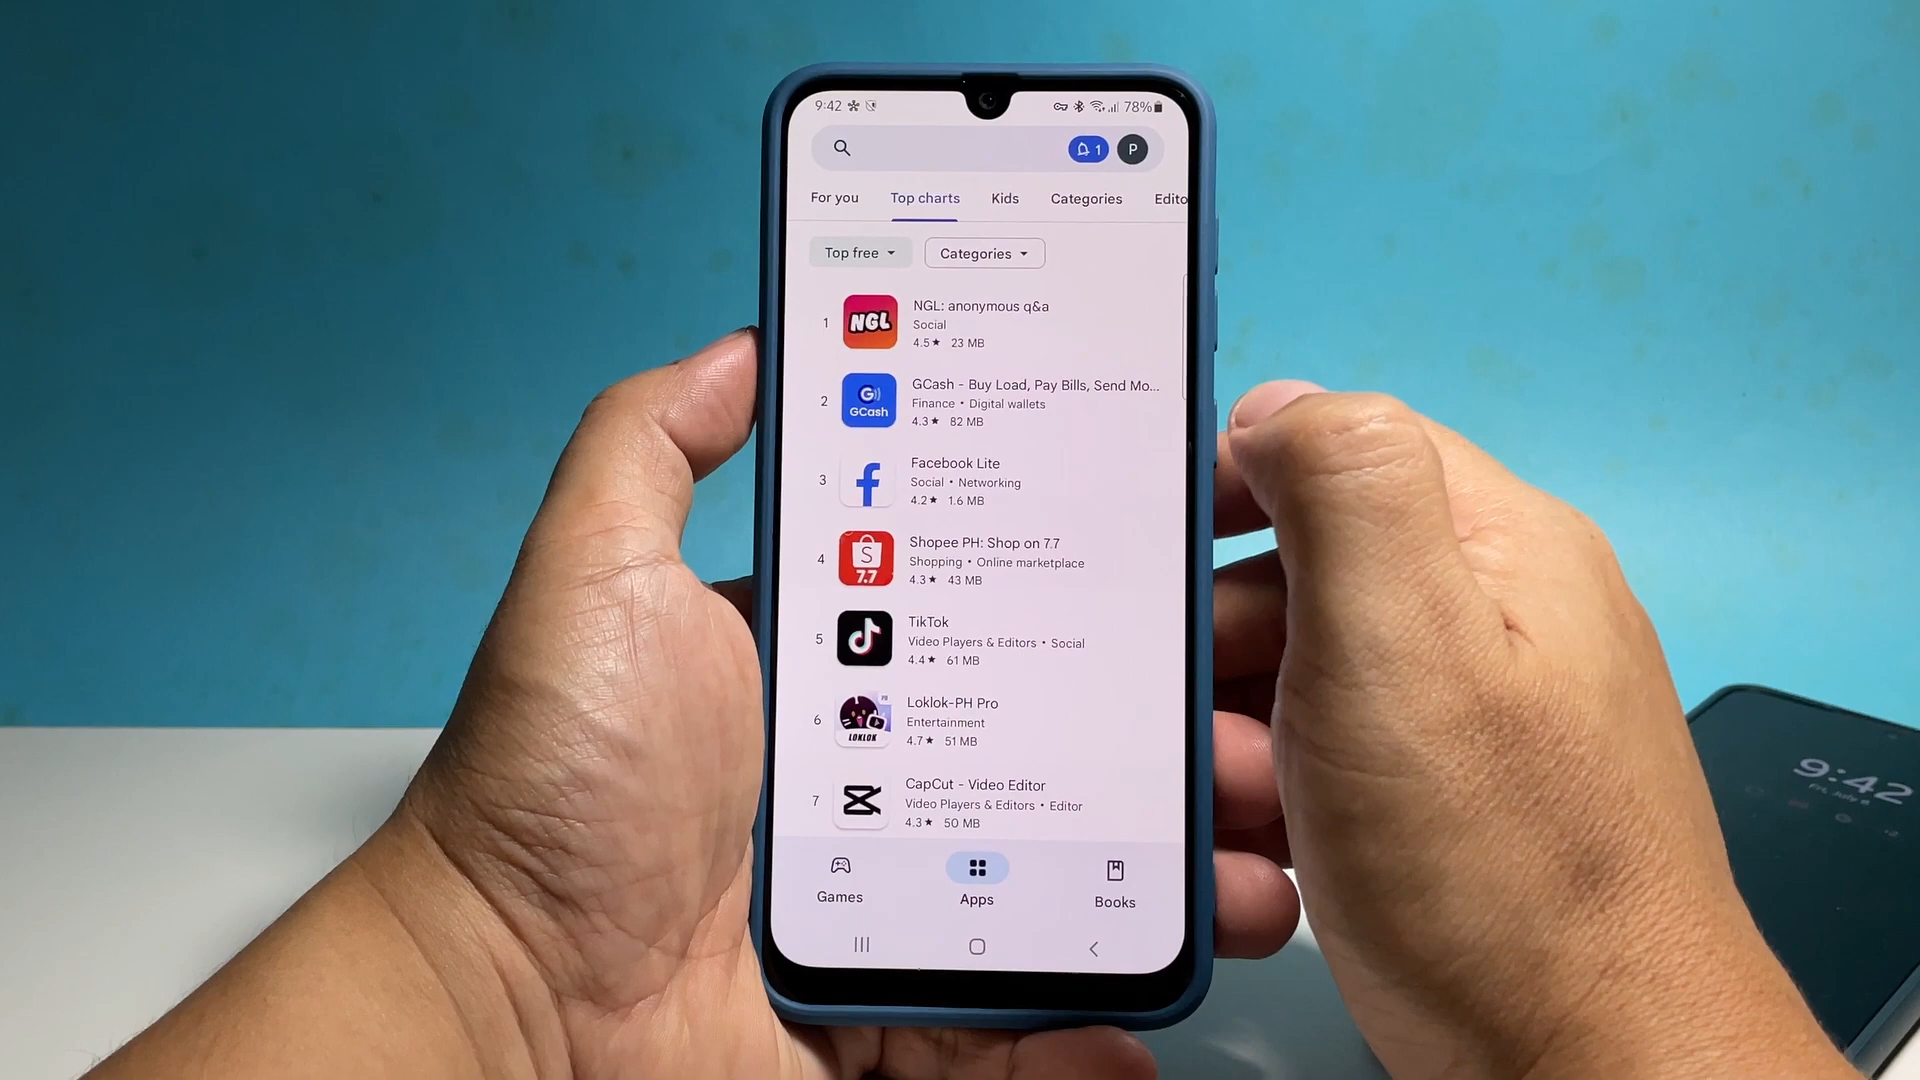 9:42 78%
1 P
For you Top charts Kids Categories Edito
Top free Categories
1 NGL NGL: anonymous q&a
Social
4.5★ 23 MB
2 G GCash GCash - Buy Load, Pay Bills, Send Mo...
Finance • Digital wallets
4.3★ 82 MB
3 f Facebook Lite
Social • Networking
4.2★ 1.6 MB
4 S 7.7 Shopee PH: Shop on 7.7
Shopping • Online marketplace
4.3★ 43 MB
5 TikTok
Video Players & Editors • Social
4.4★ 61 MB
6 LOKLOK Loklok-PH Pro
Entertainment
4.7★ 51 MB
7 CapCut - Video Editor
Video Players & Editors • Editor
4.3★ 50 MB
Games Apps Books
9:42
Fri, July